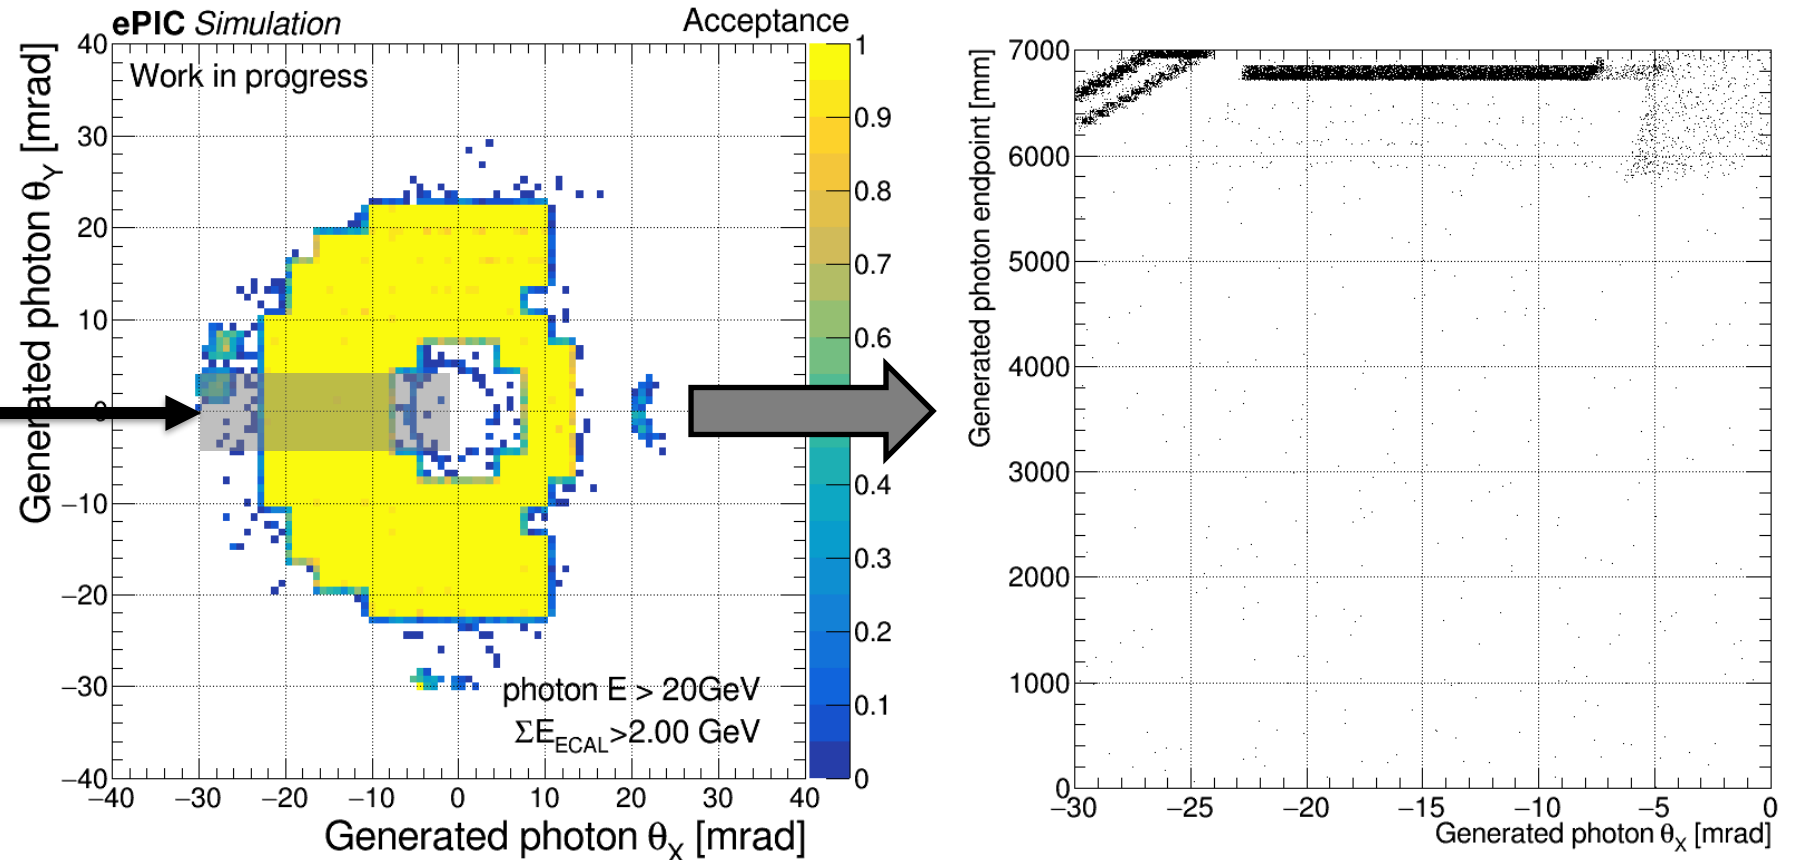 ePIC Simulation
Acceptance
Work in progress
Generated photon θY [mrad]
40
30
20
10
0
−10
−20
−30
−40
−40 −30 −20 −10 0 10 20 30 40
Generated photon θX [mrad]
photon E > 20GeV
ΣEECAL>2.00 GeV
1
0.9
0.8
0.7
0.6
0.4
0.3
0.2
0.1
0
Generated photon endpoint [mm]
7000
6000
5000
4000
3000
2000
1000
0
−30 −25 −20 −15 −10 −5 0
Generated photon θX [mrad]